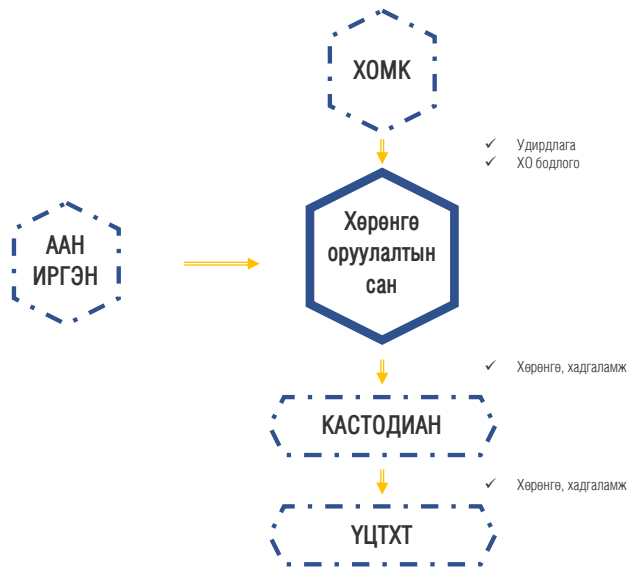 ХОМК
✓ Удирдлага
✓ ХО бодлого
ААН
ИРГЭН
Хөрөнгө
оруулалтын
сан
✓ Хөрөнгө, хадгаламж
КАСТОДИАН
✓ Хөрөнгө, хадгаламж
ҮЦТХТ